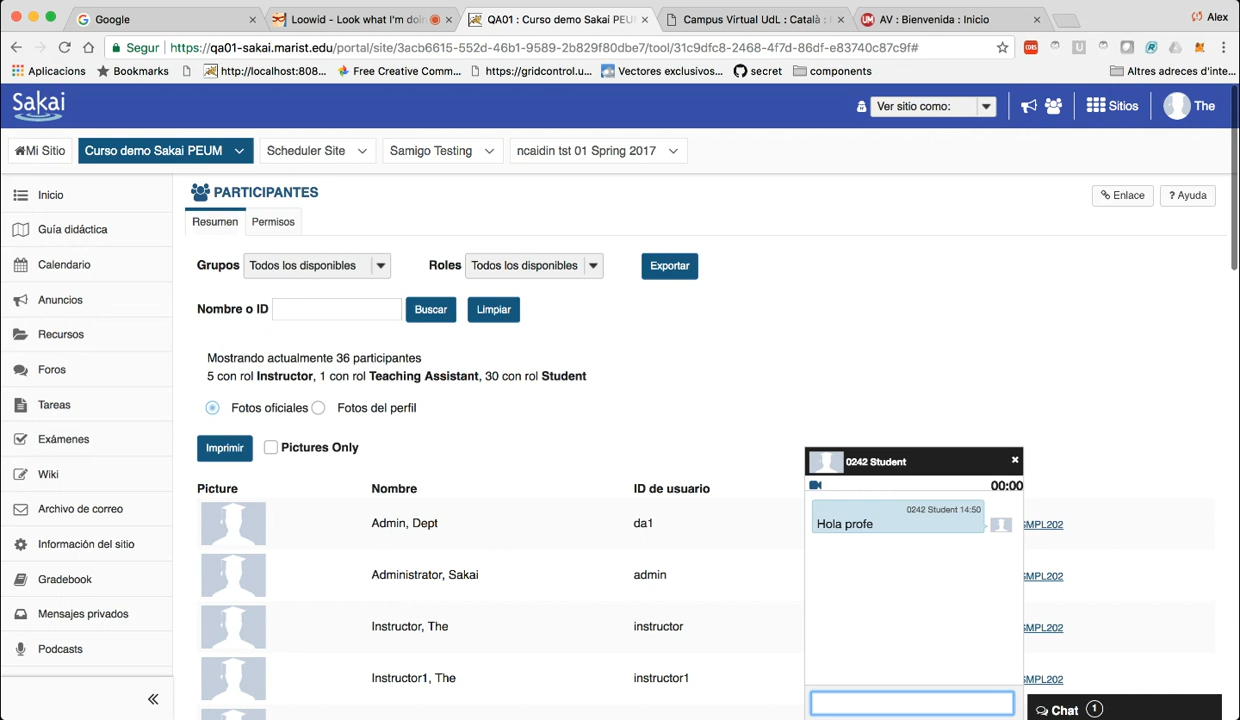 Google
Loowid - Look what I'm doin
QA01 : Curso demo Sakai PEU
Campus Virtual UdL : Català :
AV : Bienvenida : Inicio
Alex
Segur
https://qa01-sakai.marist.edu/portal/site/3acb6615-552d-46b1-9589-2b829f80dbe7/tool/31c9dfc8-2468-4f7d-86df-e83740c87c9f#
Aplicacions
Bookmarks
http://localhost:808...
Free Creative Comm...
https://gridcontrol.u...
Vectores exclusivos...
secret
components
Altres adreces d'inte...
Sakai
Ver sitio como:
Sitios
The
Mi Sitio
Curso demo Sakai PEUM
Scheduler Site
Samigo Testing
ncaidin tst 01 Spring 2017
Inicio
Guía didáctica
Calendario
Anuncios
Recursos
Foros
Tareas
Exámenes
Wiki
Archivo de correo
Información del sitio
Gradebook
Mensajes privados
Podcasts
PARTICIPANTES
Enlace
? Ayuda
Resumen
Permisos
Grupos
Todos los disponibles
Roles
Todos los disponibles
Exportar
Nombre o ID
Buscar
Limpiar
Mostrando actualmente 36 participantes
5 con rol Instructor, 1 con rol Teaching Assistant, 30 con rol Student
Fotos oficiales
Fotos del perfil
Imprimir
Pictures Only
Picture
Nombre
ID de usuario
Admin, Dept
da1
SMPL202
Administrator, Sakai
admin
SMPL202
Instructor, The
instructor
SMPL202
Instructor1, The
instructor1
SMPL202
0242 Student
×
00:00
0242 Student 14:50
Hola profe
Chat
1